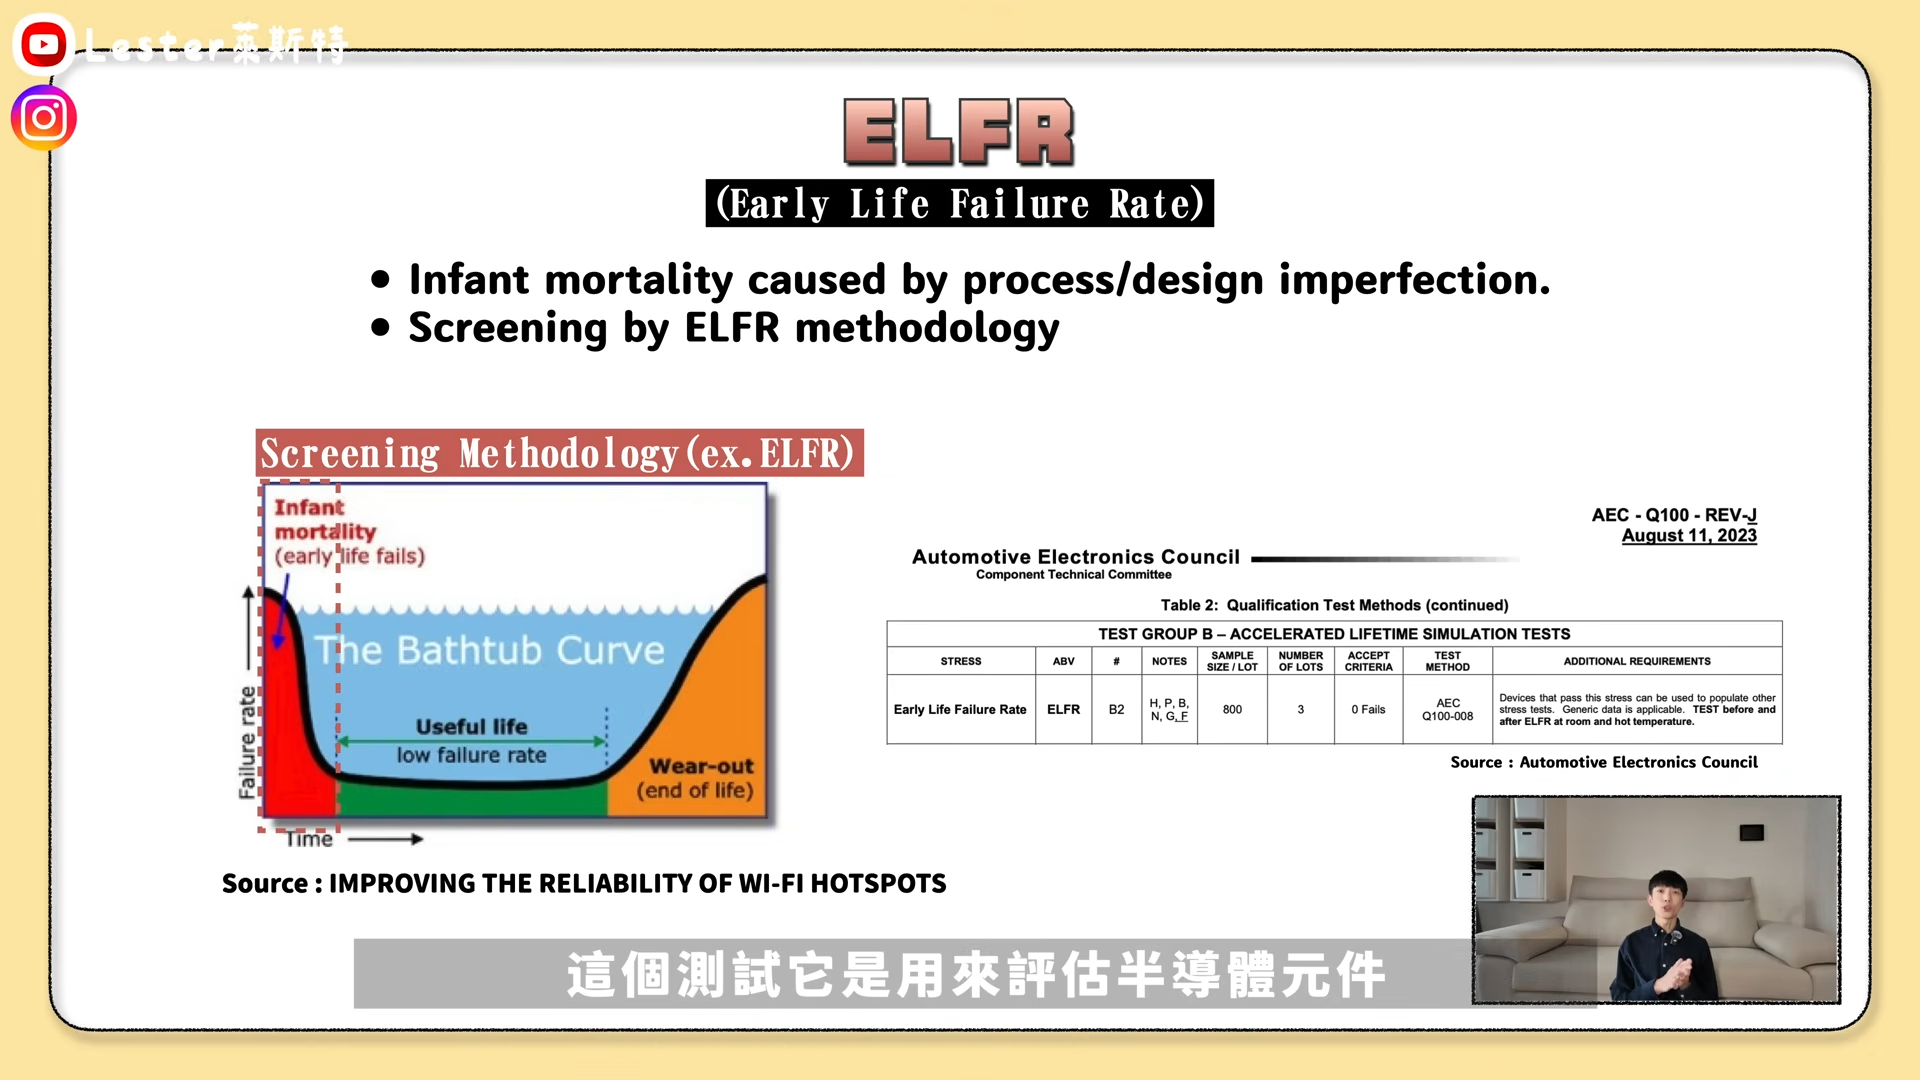 Lester萊斯特
ELFR
(Early Life Failure Rate)
• Infant mortality caused by process/design imperfection.
• Screening by ELFR methodology
Screening Methodology(ex.ELFR)
Infant
mortality
(early life fails)
The Bathtub Curve
Useful life
low failure rate
Wear-out
(end of life)
Failure rate
Time
Source : IMPROVING THE RELIABILITY OF WI-FI HOTSPOTS
AEC - Q100 - REV-J
August 11, 2023
Automotive Electronics Council
Component Technical Committee
Table 2: Qualification Test Methods (continued)
TEST GROUP B – ACCELERATED LIFETIME SIMULATION TESTS
STRESS ABV # NOTES SAMPLE SIZE / LOT NUMBER OF LOTS ACCEPT CRITERIA TEST METHOD ADDITIONAL REQUIREMENTS
Early Life Failure Rate ELFR B2 H, P, B, N, G, F 800 3 0 Fails AEC Q100-008 Devices that pass this stress can be used to populate other
stress tests. Generic data is applicable. TEST before and
after ELFR at room and hot temperature.
Source : Automotive Electronics Council
這個測試它是用來評估半導體元件